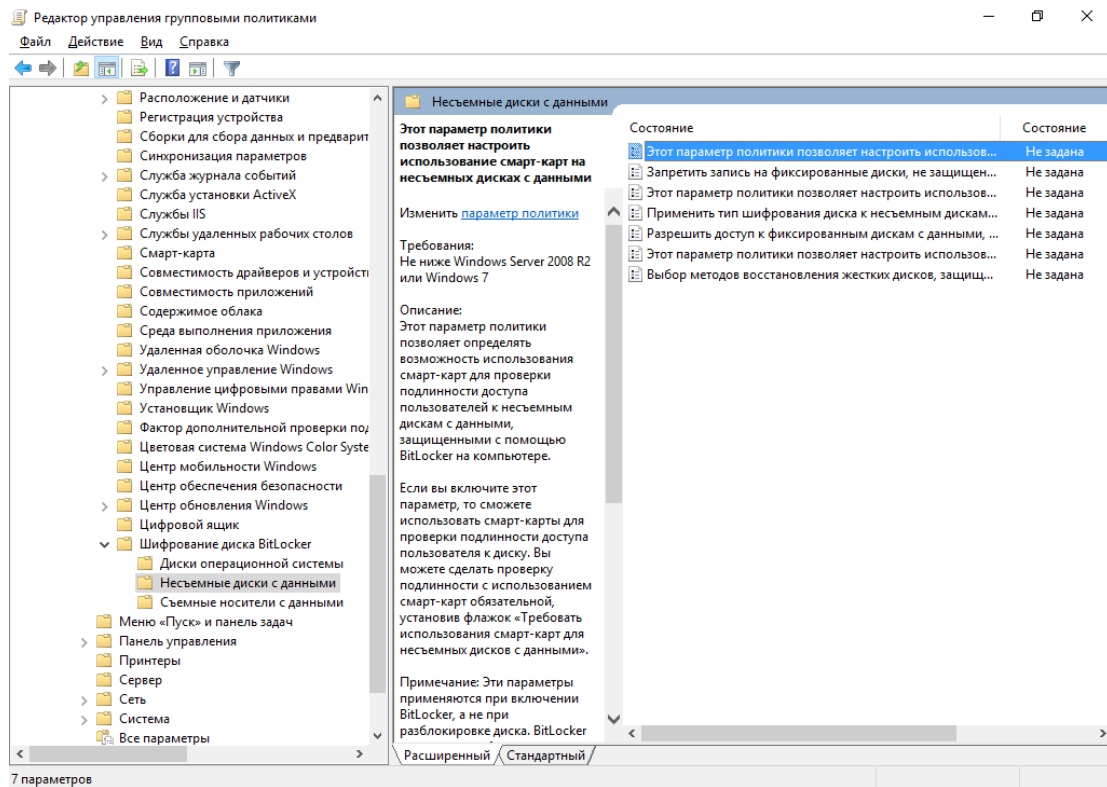 Редактор управления групповыми политиками
Файл Действие Вид Справка
Расположение и датчики
Регистрация устройства
Сборки для сбора данных и предварит
Синхронизация параметров
Служба журнала событий
Служба установки ActiveX
Службы IIS
Службы удаленных рабочих столов
Смарт-карта
Совместимость драйверов и устройст
Совместимость приложений
Содержимое облака
Среда выполнения приложения
Удаленная оболочка Windows
Удаленное управление Windows
Управление цифровыми правами Win
Установщик Windows
Фактор дополнительной проверки под
Цветовая система Windows Color Syste
Центр мобильности Windows
Центр обеспечения безопасности
Центр обновления Windows
Цифровой ящик
Шифрование диска BitLocker
Диски операционной системы
Несъемные диски с данными
Съемные носители с данными
Меню «Пуск» и панель задач
Панель управления
Принтеры
Сервер
Сеть
Система
Все параметры
Несъемные диски с данными
Этот параметр политики
позволяет настроить
использование смарт-карт на
несъемных дисках с данными
Изменить параметр политики
Требования:
Не ниже Windows Server 2008 R2
или Windows 7
Описание:
Этот параметр политики
позволяет определять
возможность использования
смарт-карт для проверки
подлинности доступа
пользователей к несъемным
дискам с данными,
защищенными с помощью
BitLocker на компьютере.
Если вы включите этот
параметр, то сможете
использовать смарт-карты для
проверки подлинности доступа
пользователя к диску. Вы
можете сделать проверку
подлинности с использованием
смарт-карт обязательной,
установив флажок «Требовать
использования смарт-карт для
несъемных дисков с данными».
Примечание: Эти параметры
применяются при включении
BitLocker, а не при
разблокировке диска. BitLocker
Состояние Состояние
Этот параметр политики позволяет настроить использов... Не задана
Запретить запись на фиксированные диски, не защищен... Не задана
Этот параметр политики позволяет настроить использов... Не задана
Применить тип шифрования диска к несъемным дискам... Не задана
Разрешить доступ к фиксированным дискам с данными, ... Не задана
Этот параметр политики позволяет настроить использов... Не задана
Выбор методов восстановления жестких дисков, защищ... Не задана
Расширенный Стандартный
7 параметров